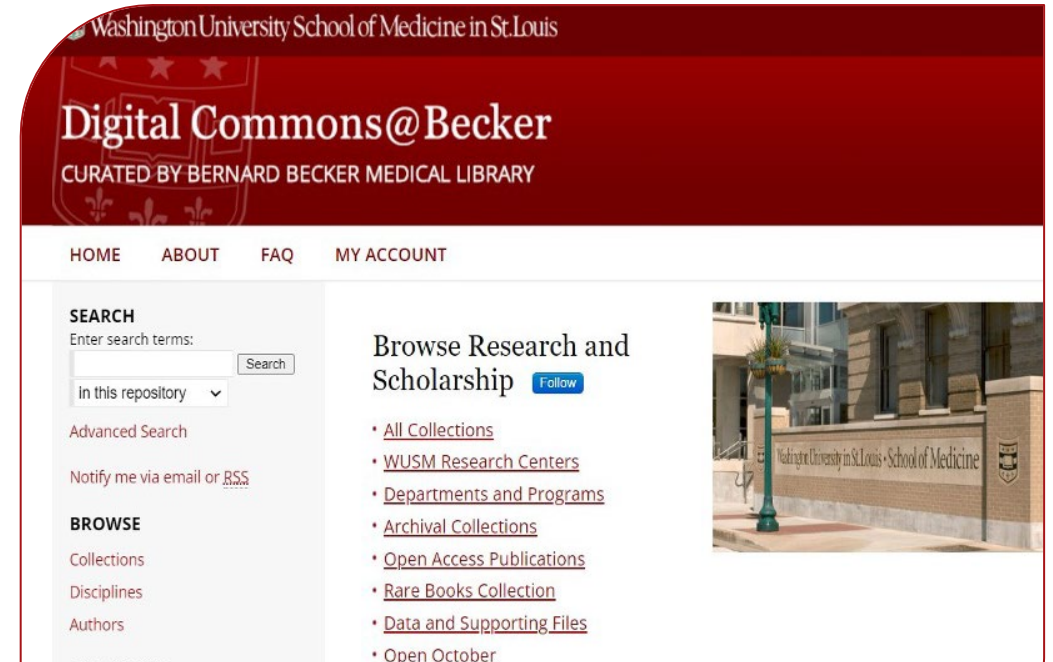 Washington University School of Medicine in St.Louis
Digital Commons@Becker
CURATED BY BERNARD BECKER MEDICAL LIBRARY
HOME ABOUT FAQ MY ACCOUNT
SEARCH
Enter search terms:
Search
in this repository
Advanced Search
Notify me via email or RSS
BROWSE
Collections
Disciplines
Authors
Browse Research and
Scholarship Follow
• All Collections
• WUSM Research Centers
• Departments and Programs
• Archival Collections
• Open Access Publications
• Rare Books Collection
• Data and Supporting Files
• Open October
Washington University in St.Louis • School of Medicine